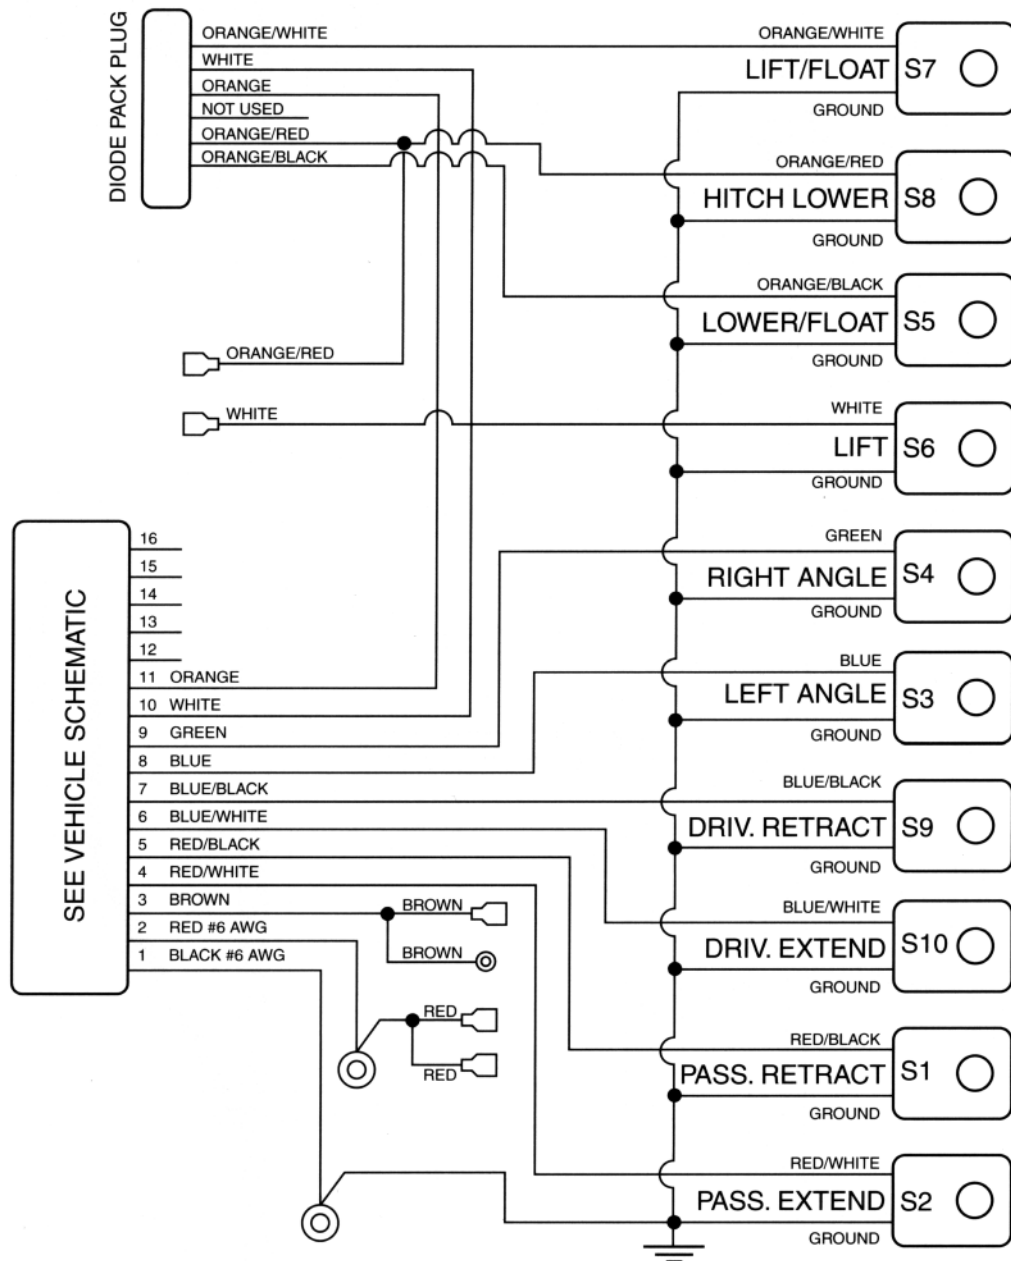 DIODE PACK PLUG
ORANGE/WHITE
WHITE
ORANGE
NOT USED
ORANGE/RED
ORANGE/BLACK
ORANGE/WHITE
LIFT/FLOAT S7
GROUND
ORANGE/RED
HITCH LOWER S8
GROUND
ORANGE/BLACK
LOWER/FLOAT S5
GROUND
ORANGE/RED
WHITE
WHITE
LIFT S6
GROUND
GREEN
RIGHT ANGLE S4
GROUND
BLUE
LEFT ANGLE S3
GROUND
BLUE/BLACK
DRIV. RETRACT S9
GROUND
BLUE/WHITE
DRIV. EXTEND S10
GROUND
RED/BLACK
PASS. RETRACT S1
GROUND
RED/WHITE
PASS. EXTEND S2
GROUND
SEE VEHICLE SCHEMATIC
16
15
14
13
12
11 ORANGE
10 WHITE
9 GREEN
8 BLUE
7 BLUE/BLACK
6 BLUE/WHITE
5 RED/BLACK
4 RED/WHITE
3 BROWN
2 RED #6 AWG
1 BLACK #6 AWG
BROWN
BROWN
RED
RED